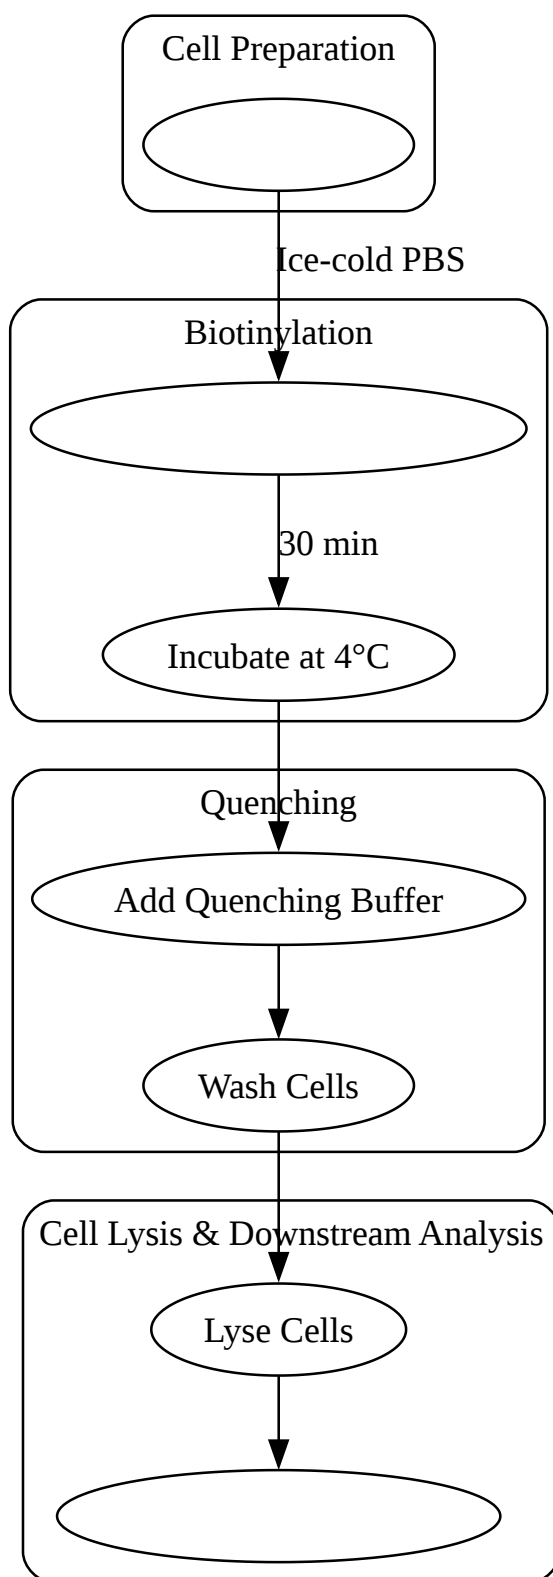 Cell Preparation
Ice-cold PBS
Biotinylation
30 min
Incubate at 4°C
Quenching
Add Quenching Buffer
Wash Cells
Cell Lysis & Downstream Analysis
Lyse Cells